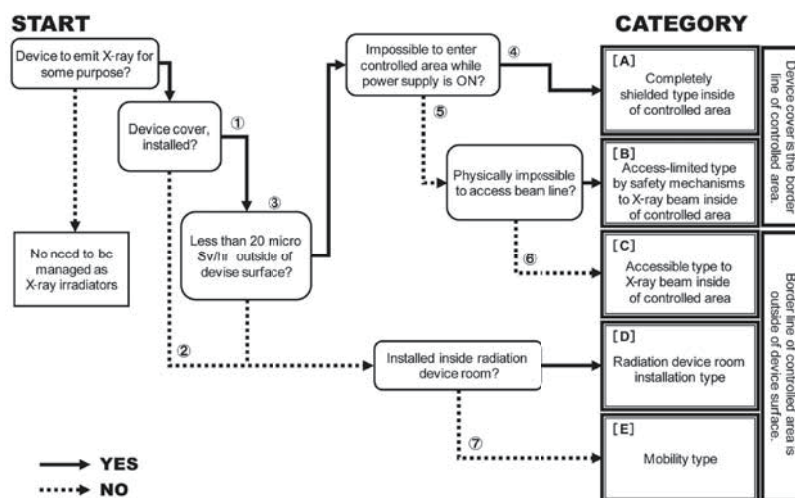 START
Device to emit X-ray for
some purpose?
①
Device cover,
installed?
③
Less than 20 micro
Sv/hr outside of
devise surface?
No need to be
managed as
X-ray irradiators
②
Impossible to enter
controlled area while
power supply is ON?
④
⑤
Physically impossible
to access beam line?
⑥
Installed inside radiation
device room?
⑦
CATEGORY
[A]
Completely
shielded type inside
of controlled area
[B]
Access-limited type
by safety mechanisms
to X-ray beam inside
of controlled area
[C]
Accessible type to
X-ray beam inside
of controlled area
[D]
Radiation device room
installation type
[E]
Mobility type
Device cover is the border
line of controlled area.
Border line of controlled area is
outside of device surface.
YES
NO